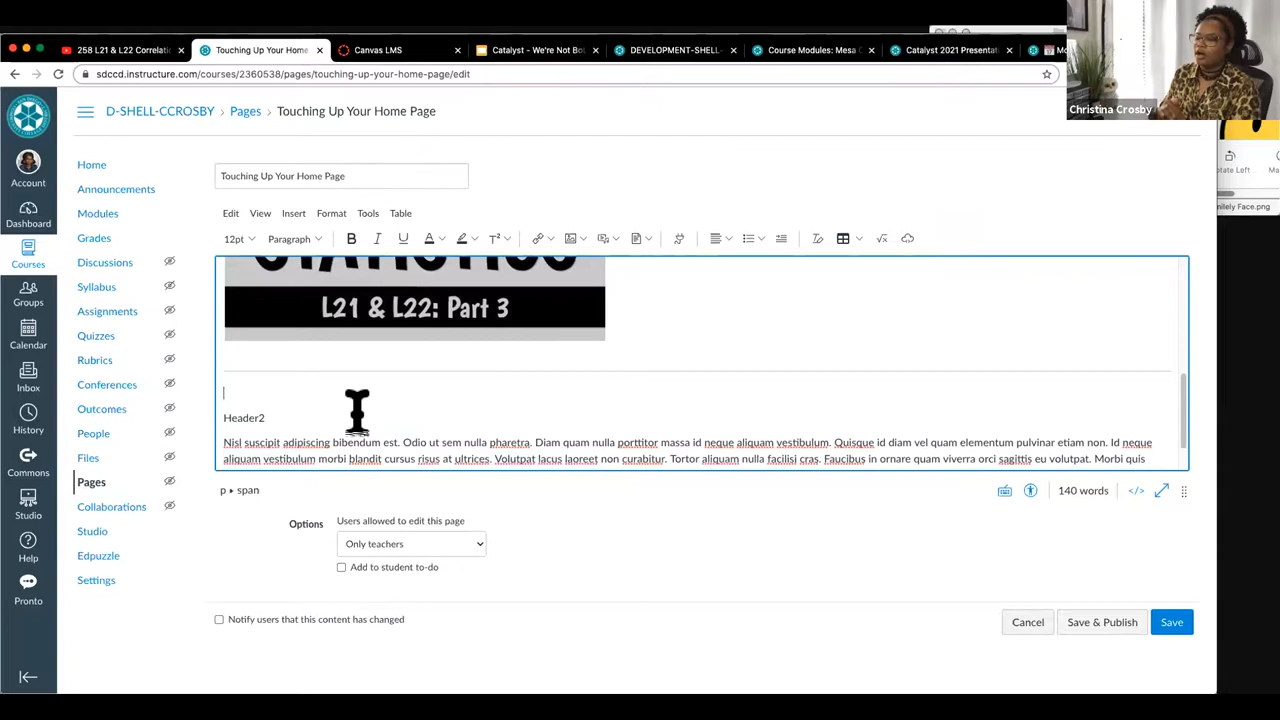 258 L21 & L22 Correlati
Touching Up Your Home
Canvas LMS
Catalyst - We're Not Bo
DEVELOPMENT-SHELL-
Course Modules: Mesa C
Catalyst 2021 Presentati
sdccd.instructure.com/courses/2360538/pages/touching-up-your-home-page/edit
Christina Crosby
D-SHELL-CCROSBY > Pages > Touching Up Your Home Page
Account
Dashboard
Courses
Groups
Calendar
Inbox
History
Commons
Studio
Help
Pronto
Home
Announcements
Modules
Grades
Discussions
Syllabus
Assignments
Quizzes
Rubrics
Conferences
Outcomes
People
Files
Pages
Collaborations
Studio
Edpuzzle
Settings
Touching Up Your Home Page
Edit View Insert Format Tools Table
12pt Paragraph B I U A T²
STATISTICS
L21 & L22: Part 3
Header2
Nisl suscipit adipiscing bibendum est. Odio ut sem nulla pharetra. Diam quam nulla porttitor massa id neque aliquam vestibulum. Quisque id diam vel quam elementum pulvinar etiam non. Id neque
aliquam vestibulum morbi blandit cursus risus at ultrices. Volutpat lacus laoreet non curabitur. Tortor aliquam nulla facilisi cras. Faucibus in ornare quam viverra orci sagittis eu volutpat. Morbi quis
p ▸ span
140 words </>
Options
Users allowed to edit this page
Only teachers
Add to student to-do
Notify users that this content has changed
Cancel Save & Publish Save
otate Left
milely Face.png